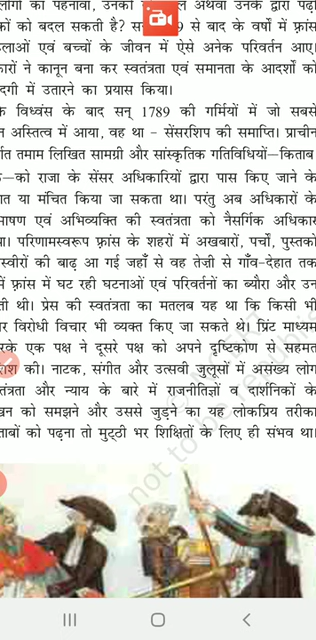 लोगों का पहनावा, उनकी अथवा उनके द्वारा पढ़ी
को बदल सकती है? से बाद के वर्षों में फ़्रांस
एवं बच्चों के जीवन में ऐसे अनेक परिवर्तन आए।
ने कानून बना कर स्वतंत्रता एवं समानता के आदर्शों को
में उतारने का प्रयास किया।
के विध्वंस के बाद सन् 1789 की गर्मियों में जो सबसे
अस्तित्व में आया, वह था – सेंसरशिप की समाप्ति। प्राचीन
तमाम लिखित सामग्री और सांस्कृतिक गतिविधियों—किताब
—को राजा के सेंसर अधिकारियों द्वारा पास किए जाने के
या मंचित किया जा सकता था। परंतु अब अधिकारों के
भाषण एवं अभिव्यक्ति की स्वतंत्रता को नैसर्गिक अधिकार
परिणामस्वरूप फ़्रांस के शहरों में अखबारों, पर्चों, पुस्तकों
की बाढ़ आ गई जहाँ से वह तेज़ी से गाँव-देहात तक
में फ़्रांस में घट रही घटनाओं एवं परिवर्तनों का ब्यौरा और उन
थी। प्रेस की स्वतंत्रता का मतलब यह था कि किसी भी
विरोधी विचार भी व्यक्त किए जा सकते थे। प्रिंट माध्यम
करके एक पक्ष ने दूसरे पक्ष को अपने दृष्टिकोण से सहमत
की। नाटक, संगीत और उत्सवी जुलूसों में असंख्य लोग
और न्याय के बारे में राजनीतिज्ञों व दार्शनिकों के
को समझने और उससे जुड़ने का यह लोकप्रिय तरीका
को पढ़ना तो मुट्ठी भर शिक्षितों के लिए ही संभव था।
not to be republished